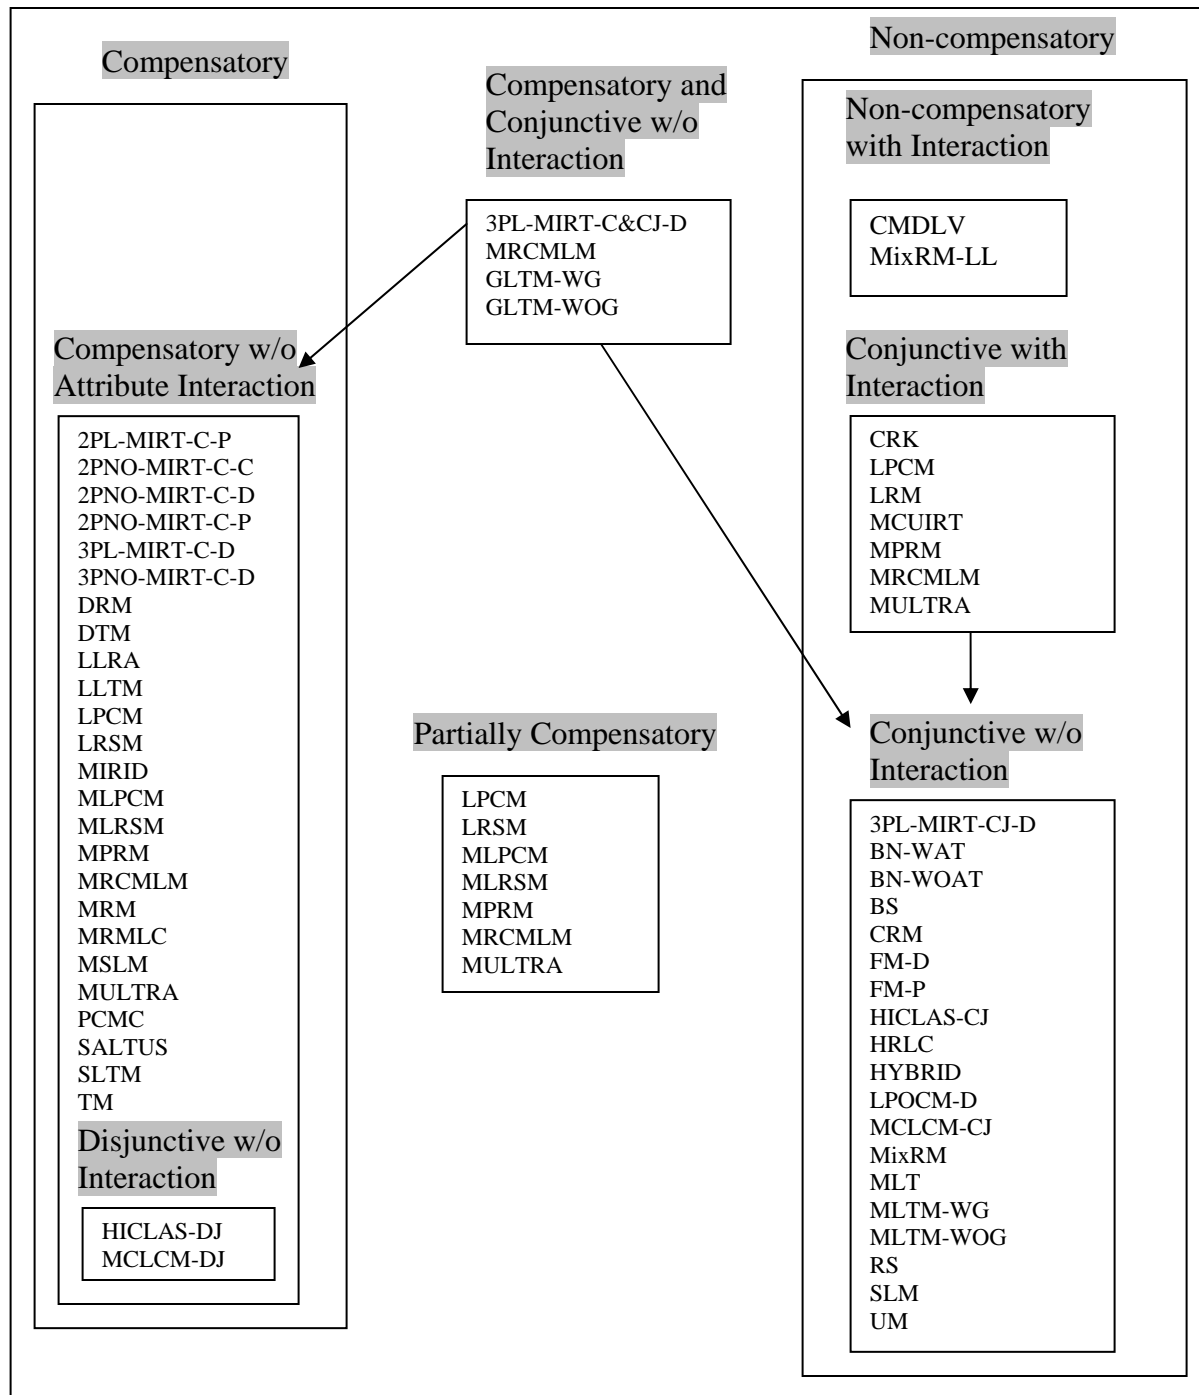 Compensatory
Compensatory w/o
Attribute Interaction
2PL-MIRT-C-P
2PNO-MIRT-C-C
2PNO-MIRT-C-D
2PNO-MIRT-C-P
3PL-MIRT-C-D
3PNO-MIRT-C-D
DRM
DTM
LLRA
LLTM
LPCM
LRSM
MIRID
MLPCM
MLRSM
MPRM
MRCMLM
MRM
MRMLC
MSLM
MULTRA
PCMC
SALTUS
SLTM
TM
Disjunctive w/o
Interaction
HICLAS-DJ
MCLCM-DJ
Compensatory and
Conjunctive w/o
Interaction
3PL-MIRT-C&CJ-D
MRCMLM
GLTM-WG
GLTM-WOG
Partially Compensatory
LPCM
LRSM
MLPCM
MLRSM
MPRM
MRCMLM
MULTRA
Non-compensatory
Non-compensatory
with Interaction
CMDLV
MixRM-LL
Conjunctive with
Interaction
CRK
LPCM
LRM
MCUIRT
MPRM
MRCMLM
MULTRA
Conjunctive w/o
Interaction
3PL-MIRT-CJ-D
BN-WAT
BN-WOAT
BS
CRM
FM-D
FM-P
HICLAS-CJ
HRLC
HYBRID
LPOCM-D
MCLCM-CJ
MixRM
MLT
MLTM-WG
MLTM-WOG
RS
SLM
UM